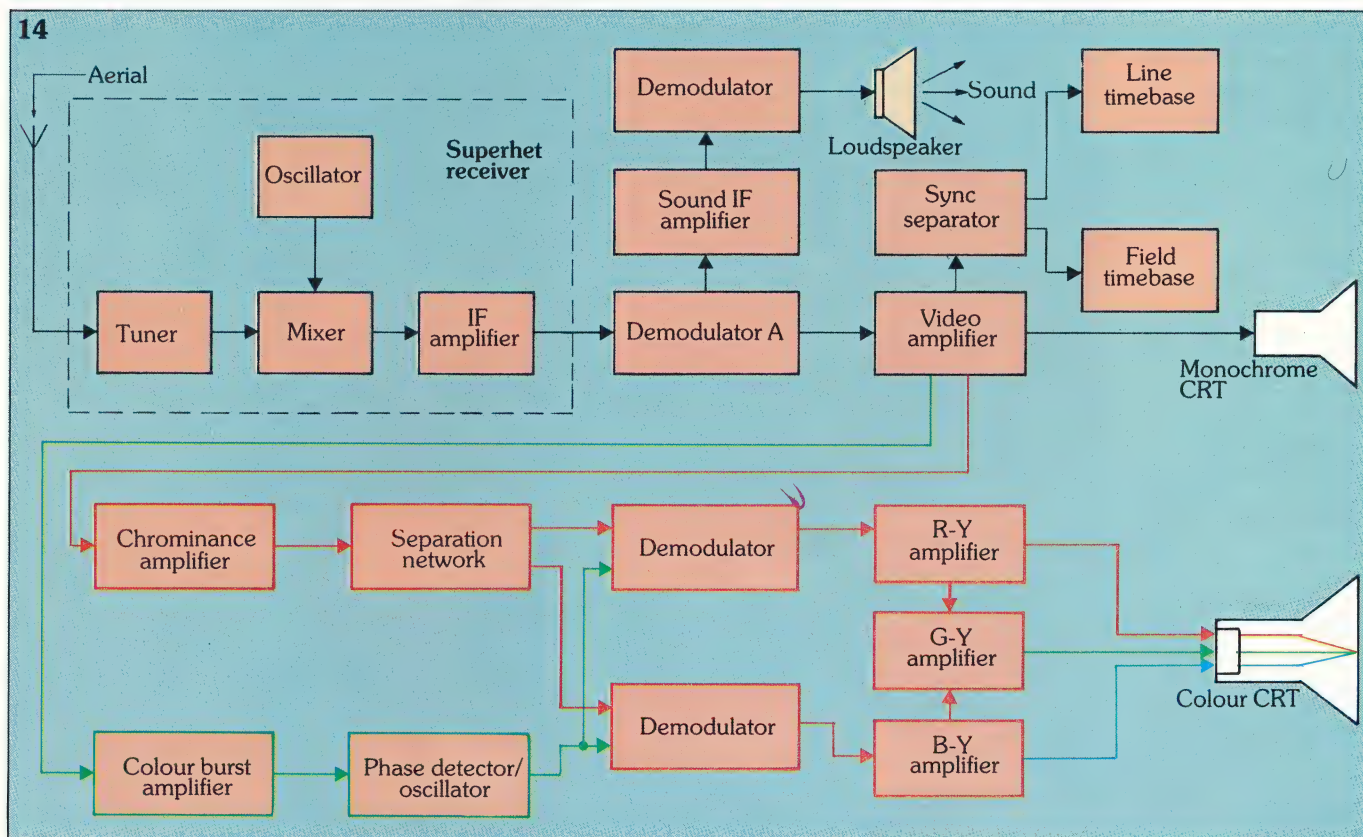 14
Aerial
Superhet
receiver
Oscillator
Tuner
Mixer
IF
amplifier
Demodulator
Loudspeaker
Sound
Line
timebase
Sound IF
amplifier
Sync
separator
Field
timebase
Demodulator A
Video
amplifier
Monochrome
CRT
Chrominance
amplifier
Separation
network
Demodulator
R-Y
amplifier
G-Y
amplifier
Colour CRT
Colour burst
amplifier
Phase detector/
oscillator
Demodulator
B-Y
amplifier